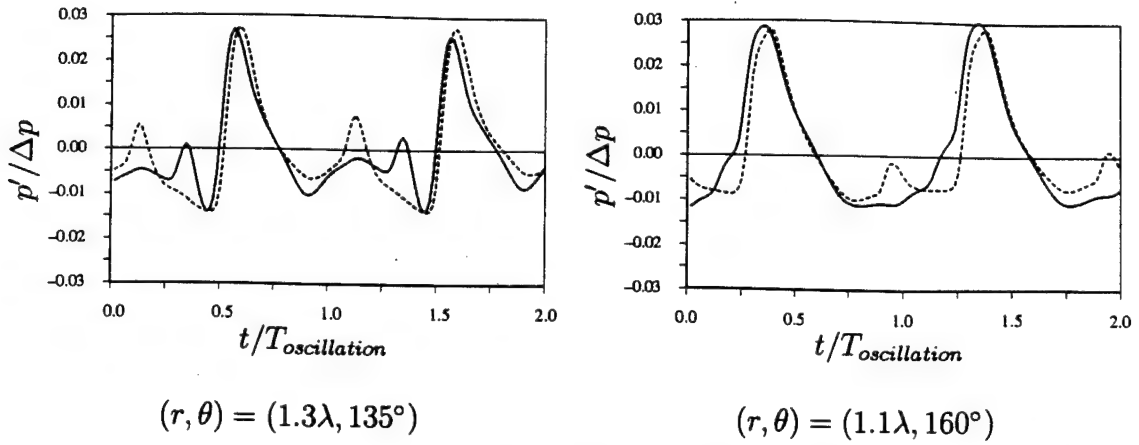 0.03
0.02
0.01
0.00
−0.01
−0.02
−0.03
p′/Δp
0.0 0.5 1.0 1.5 2.0
t/T_oscillation
(r, θ) = (1.3λ, 135°)
0.03
0.02
0.01
0.00
−0.01
−0.02
−0.03
p′/Δp
0.0 0.5 1.0 1.5 2.0
t/T_oscillation
(r, θ) = (1.1λ, 160°)